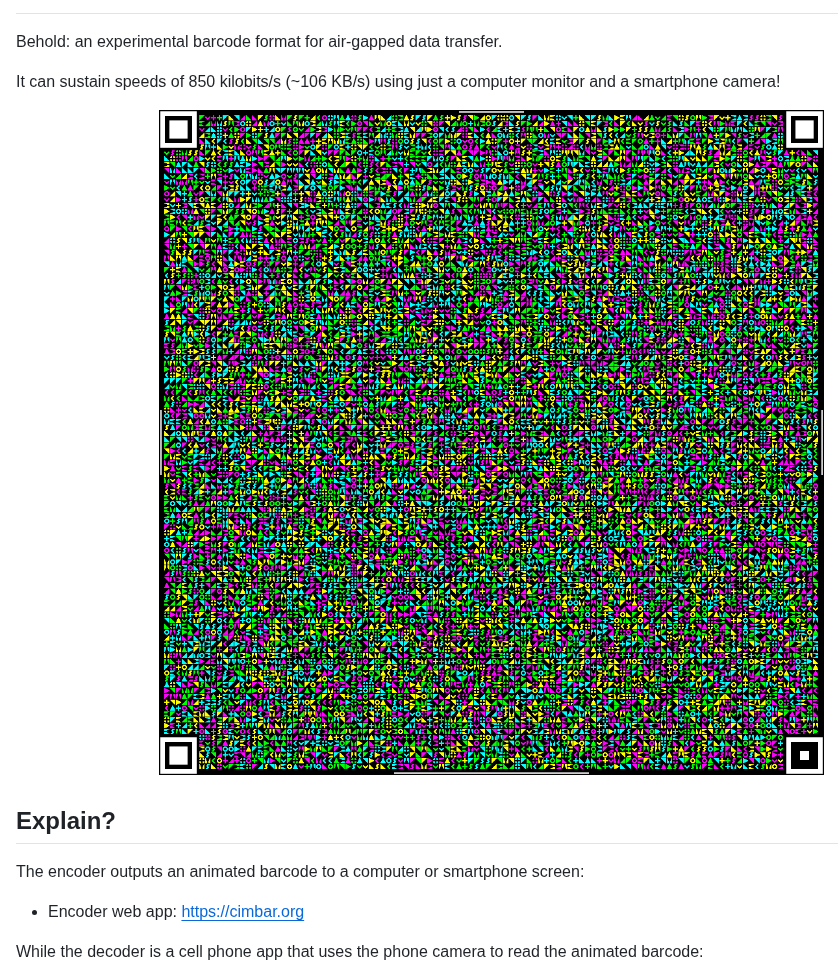 Behold: an experimental barcode format for air-gapped data transfer.
It can sustain speeds of 850 kilobits/s (~106 KB/s) using just a computer monitor and a smartphone camera!
Explain?
The encoder outputs an animated barcode to a computer or smartphone screen:
• Encoder web app: https://cimbar.org
While the decoder is a cell phone app that uses the phone camera to read the animated barcode: